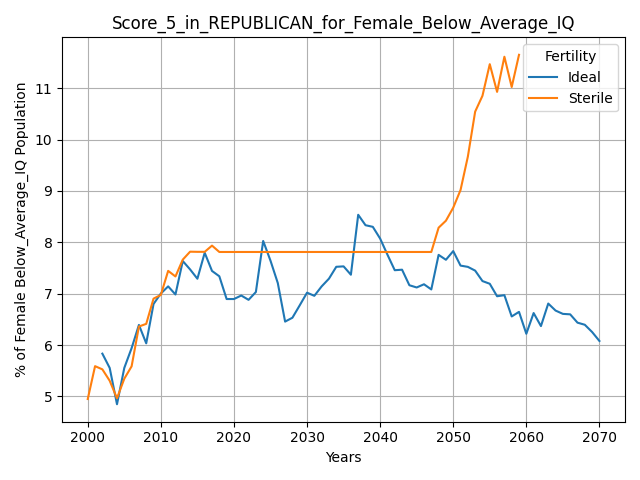 Score_5_in_REPUBLICAN_for_Female_Below_Average_IQ
% of Female Below_Average_IQ Population
11
10
9
8
7
6
5
Fertility
Ideal
Sterile
2000 2010 2020 2030 2040 2050 2060 2070
Years